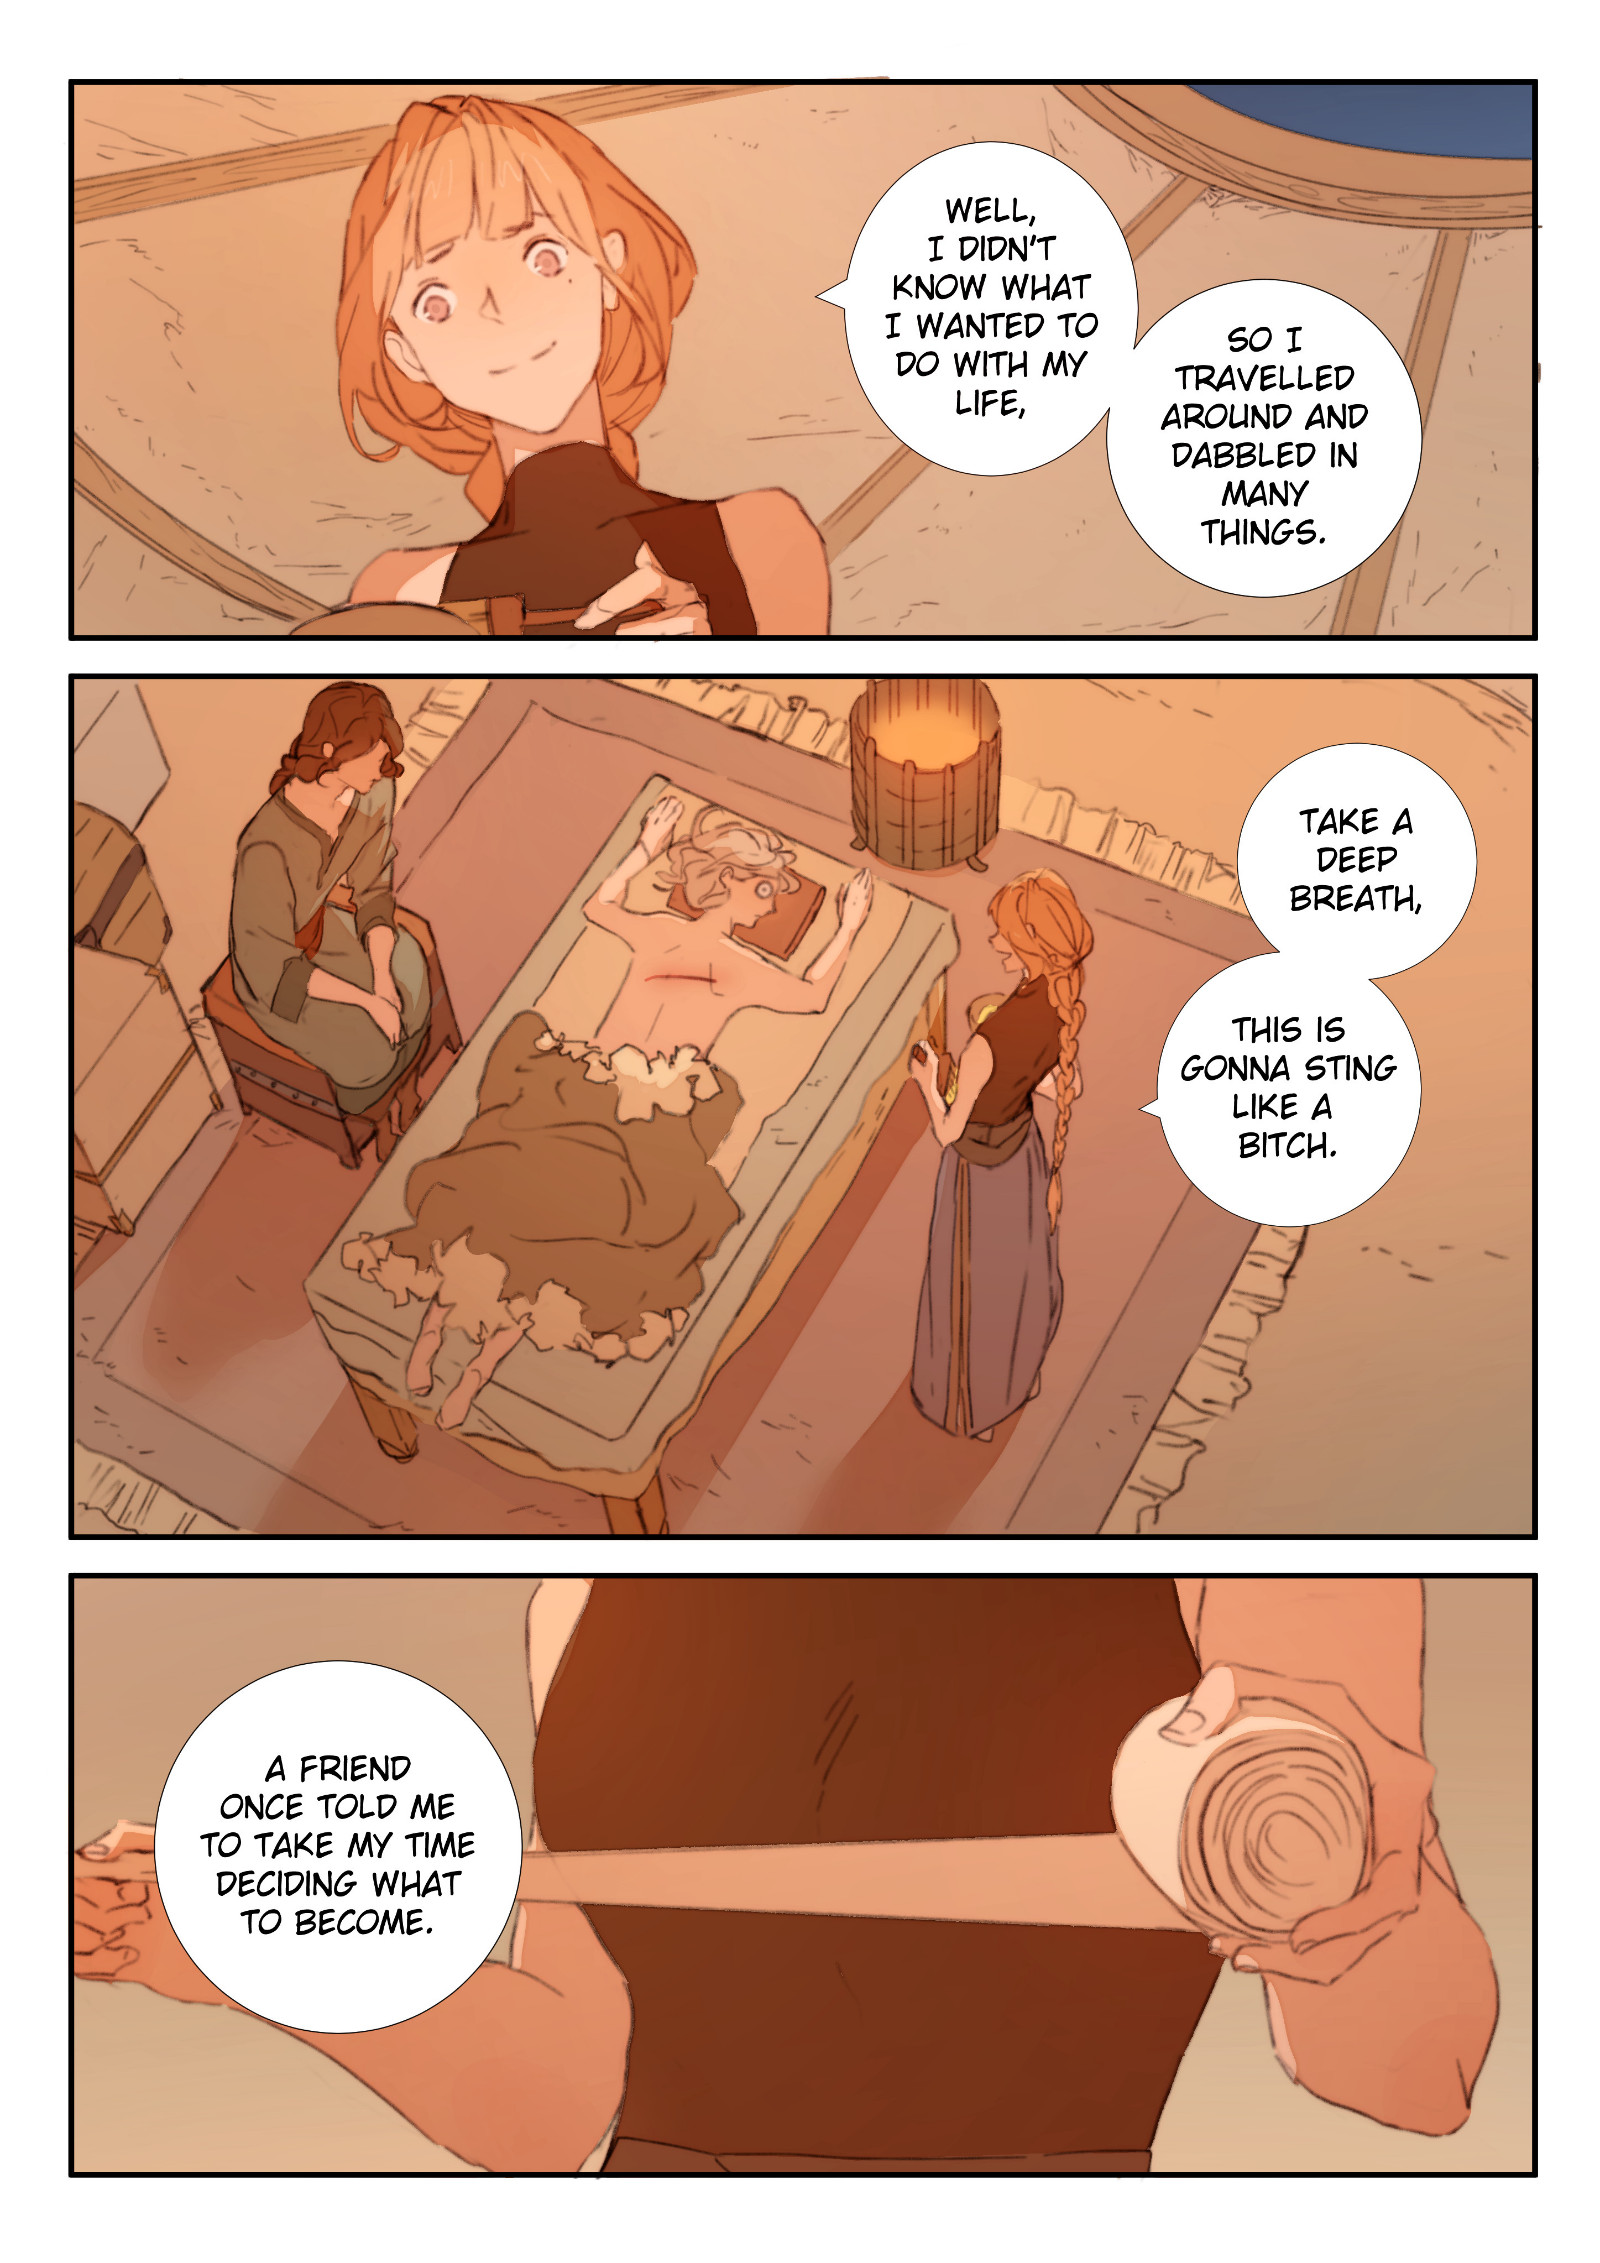 WELL,
I DIDN'T
KNOW WHAT
I WANTED TO
DO WITH MY
LIFE,
SO I
TRAVELLED
AROUND AND
DABBLED IN
MANY
THINGS.
TAKE A
DEEP
BREATH,
THIS IS
GONNA STING
LIKE A
BITCH.
A FRIEND
ONCE TOLD ME
TO TAKE MY TIME
DECIDING WHAT
TO BECOME.